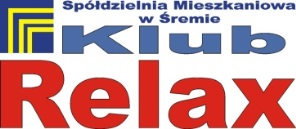 Spółdzielnia Mieszkaniowa
w Śremie
Klub
Relax